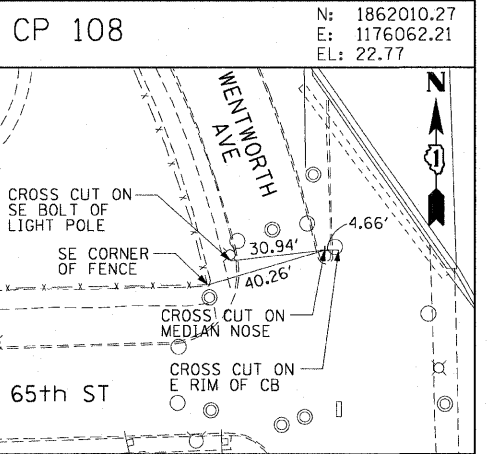 CP 108
N: 1862010.27
E: 1176062.21
EL: 22.77
N
1
WENTWORTH
AVE
CROSS CUT ON
SE BOLT OF
LIGHT POLE
4.66'
30.94'
SE CORNER
OF FENCE
40.26'
CROSS CUT ON
MEDIAN NOSE
CROSS CUT ON
E RIM OF CB
65th ST